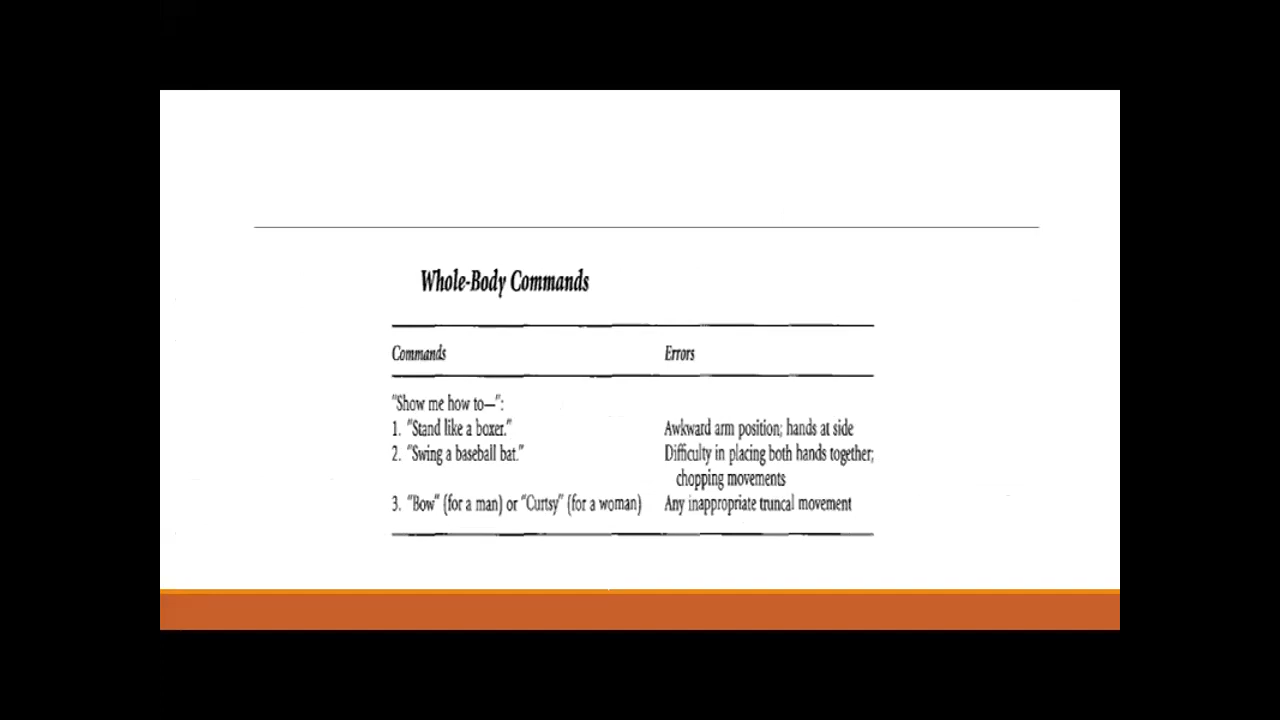 Whole-Body Commands
Commands Errors
"Show me how to—":
1. "Stand like a boxer." Awkward arm position; hands at side
2. "Swing a baseball bat." Difficulty in placing both hands together;
chopping movements
3. "Bow" (for a man) or "Curtsy" (for a woman) Any inappropriate truncal movement